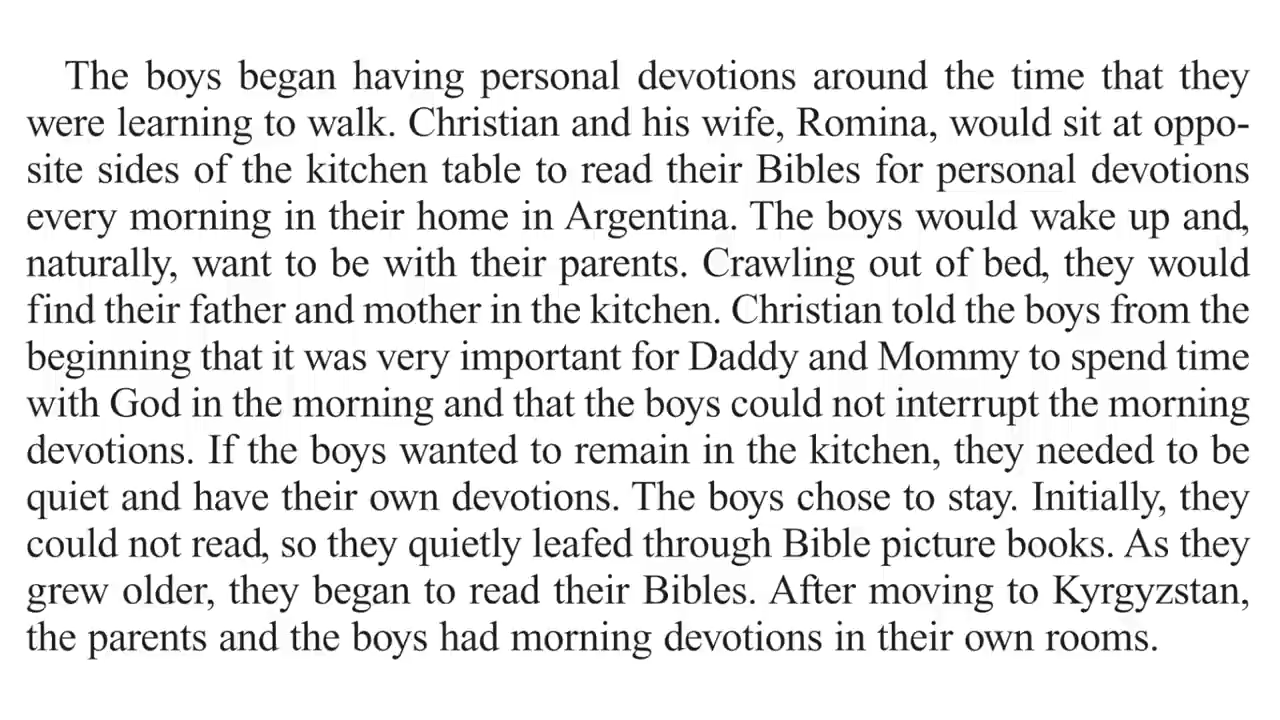 The boys began having personal devotions around the time that they
were learning to walk. Christian and his wife, Romina, would sit at oppo-
site sides of the kitchen table to read their Bibles for personal devotions
every morning in their home in Argentina. The boys would wake up and,
naturally, want to be with their parents. Crawling out of bed, they would
find their father and mother in the kitchen. Christian told the boys from the
beginning that it was very important for Daddy and Mommy to spend time
with God in the morning and that the boys could not interrupt the morning
devotions. If the boys wanted to remain in the kitchen, they needed to be
quiet and have their own devotions. The boys chose to stay. Initially, they
could not read, so they quietly leafed through Bible picture books. As they
grew older, they began to read their Bibles. After moving to Kyrgyzstan,
the parents and the boys had morning devotions in their own rooms.